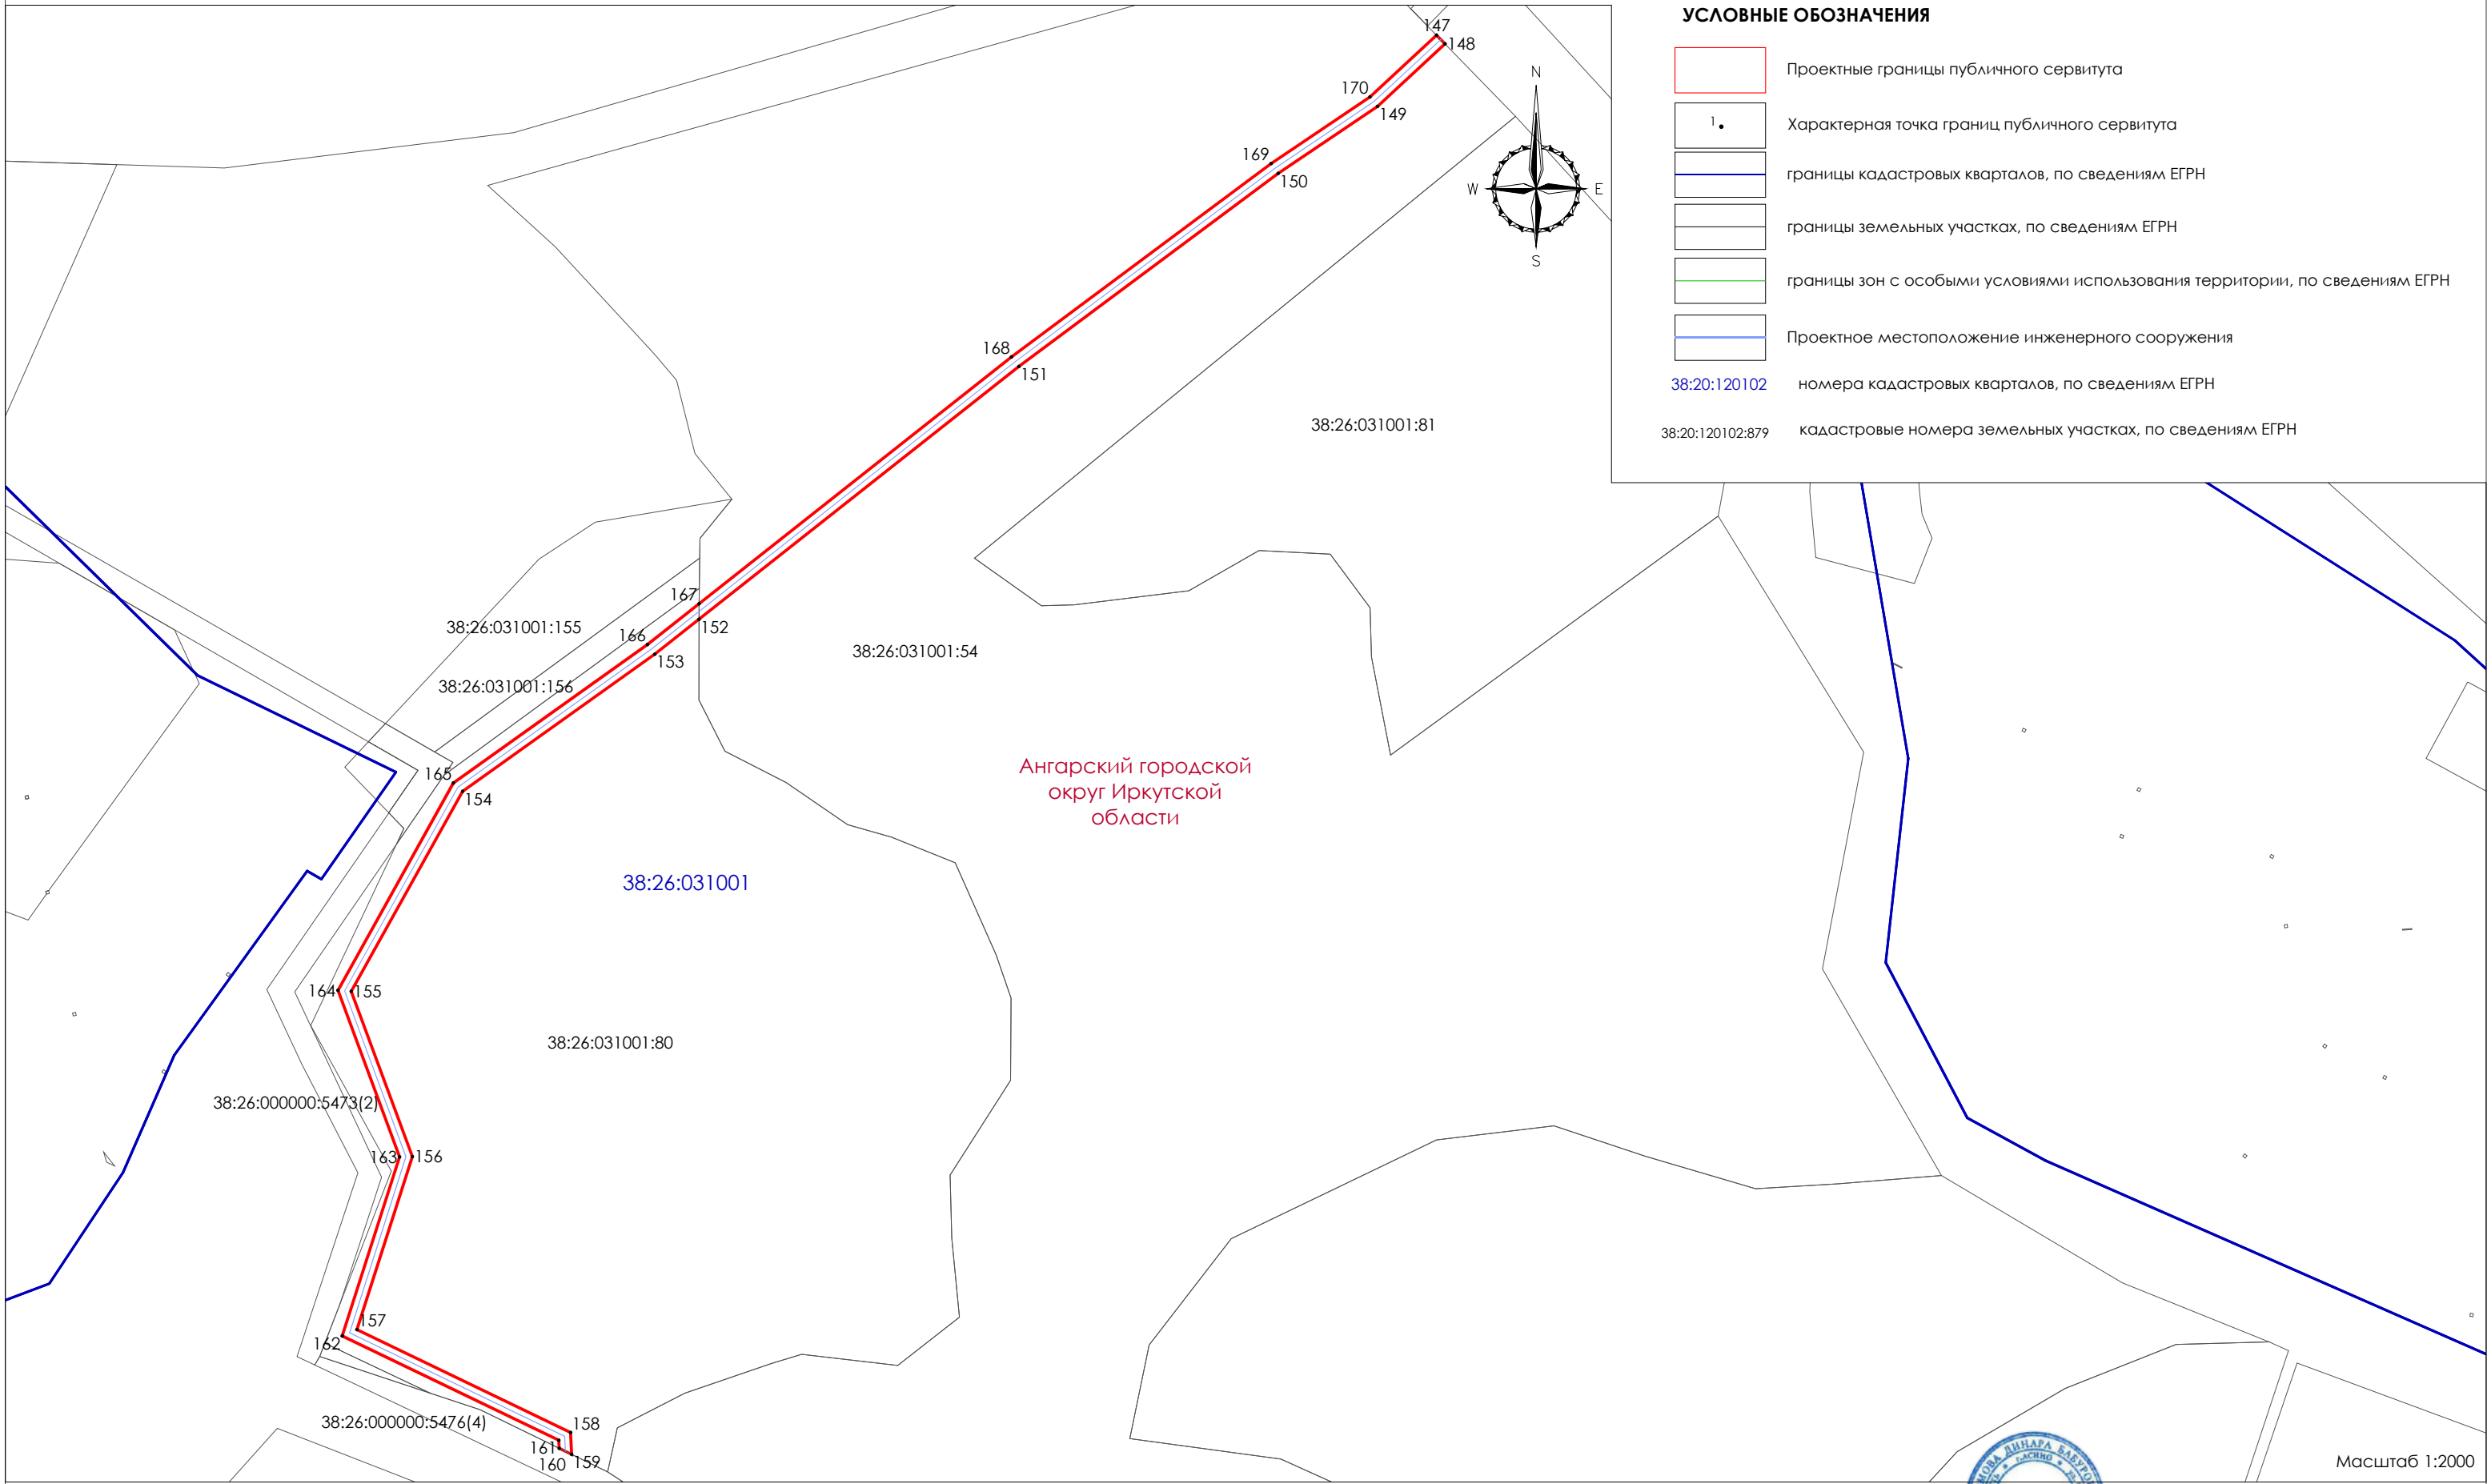 УСЛОВНЫЕ ОБОЗНАЧЕНИЯ
Проектные границы публичного сервитута
1
Характерная точка границ публичного сервитута
границы кадастровых кварталов, по сведениям ЕГРН
границы земельных участках, по сведениям ЕГРН
границы зон с особыми условиями использования территории, по сведениям ЕГРН
Проектное местоположение инженерного сооружения
38:20:120102 номера кадастровых кварталов, по сведениям ЕГРН
38:20:120102:879 кадастровые номера земельных участках, по сведениям ЕГРН
147
148
N
170
149
169
150
W
E
S
168
151
38:26:031001:81
167
152
38:26:031001:155
166
153
38:26:031001:54
38:26:031001:156
165
154
Ангарский городской
округ Иркутской
области
38:26:031001
164
155
38:26:031001:80
38:26:000000:5473(2)
163
156
157
162
38:26:000000:5476(4)
158
161
159
160
Масштаб 1:2000
ДИНАРА
г.АСИНО